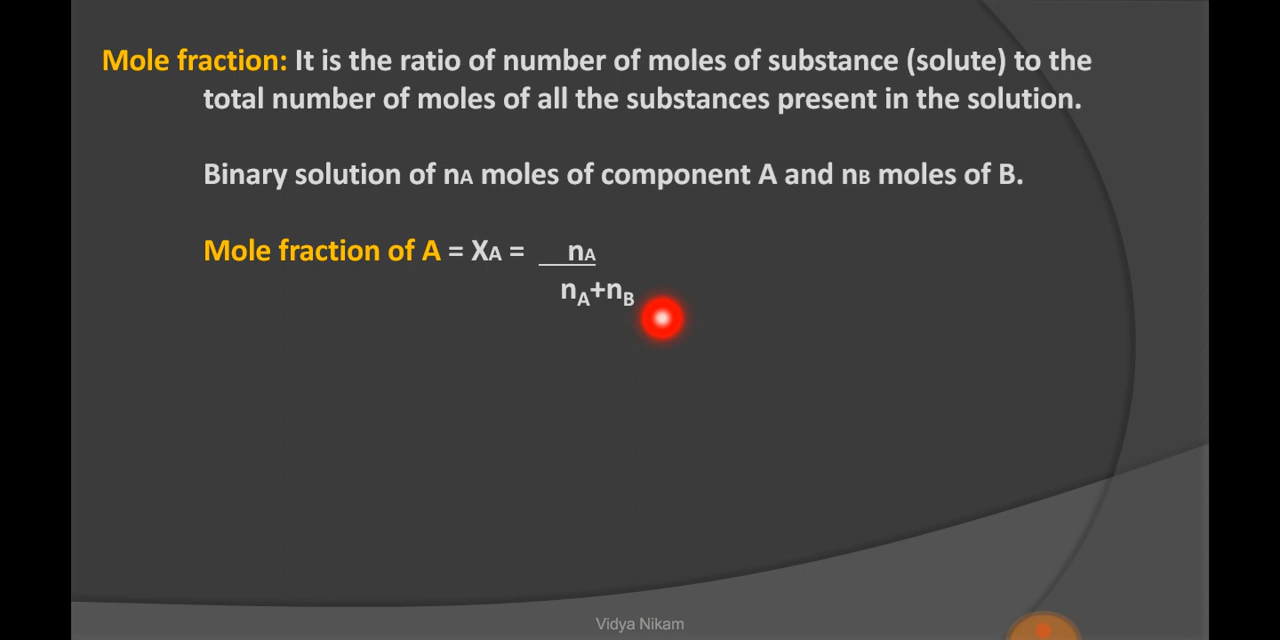 Mole fraction: It is the ratio of number of moles of substance (solute) to the
total number of moles of all the substances present in the solution.
Binary solution of nA moles of component A and nB moles of B.
Mole fraction of A = XA = nA
nA+nB
Vidya Nikam